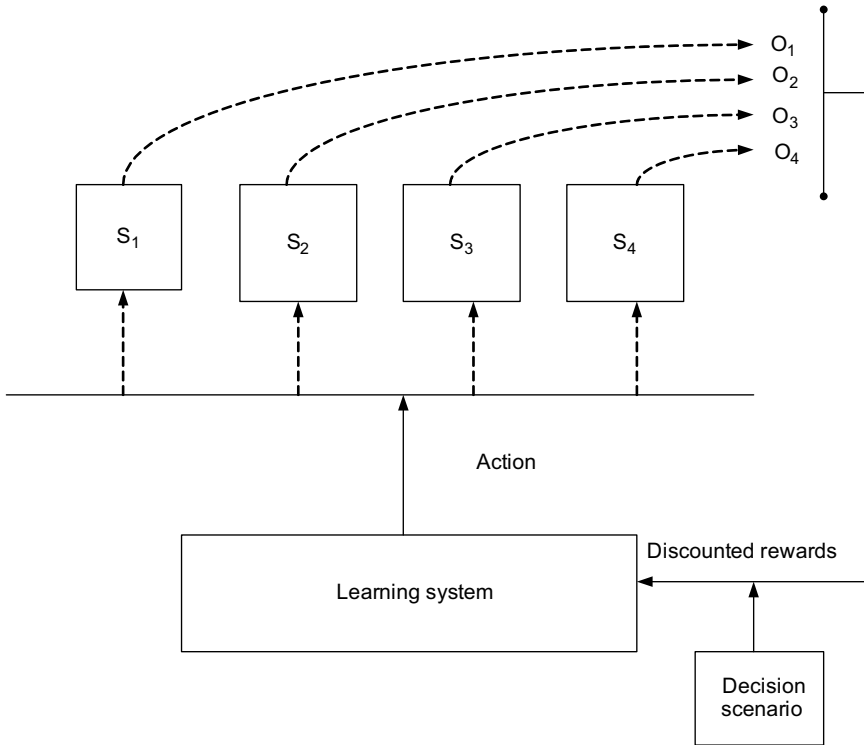 O₁
O₂
O₃
O₄
S₁
S₂
S₃
S₄
Action
Discounted rewards
Learning system
Decision
scenario